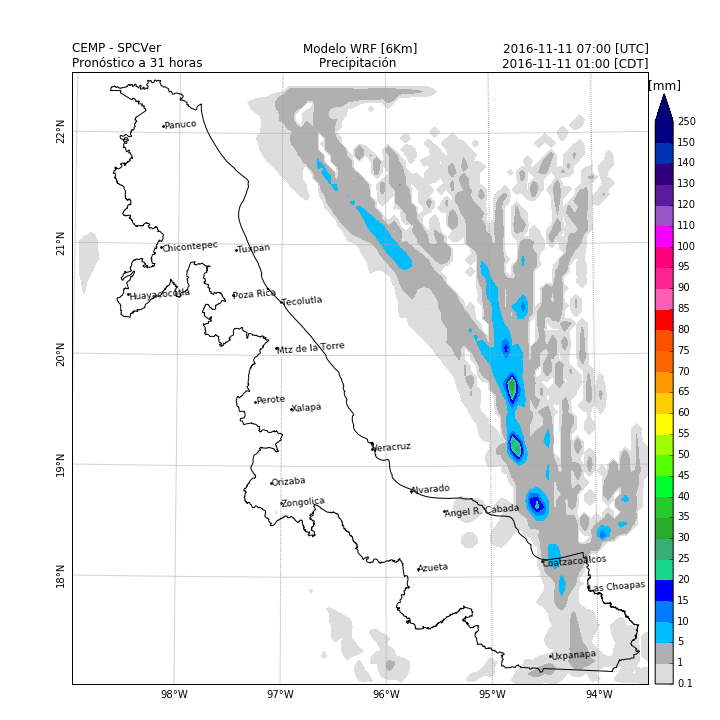 CEMP - SPCVer
Modelo WRF [6Km]
2016-11-11 07:00 [UTC]
Pronóstico a 31 horas
Precipitación
2016-11-11 01:00 [CDT]
[mm]
250
150
140
130
120
110
100
95
90
85
80
75
70
65
60
55
50
45
40
35
30
25
20
15
10
5
1
0.1
22°N
21°N
20°N
19°N
18°N
98°W
97°W
96°W
95°W
94°W
Panuco
Chicontepec
Tuxpan
Huayacocotla
Poza Rica
Tecolutla
Mtz de la Torre
Perote
Xalapa
Veracruz
Orizaba
Alvarado
Zongolica
Angel R. Cabada
Azueta
Coatzacoalcos
Las Choapas
Uxpanapa